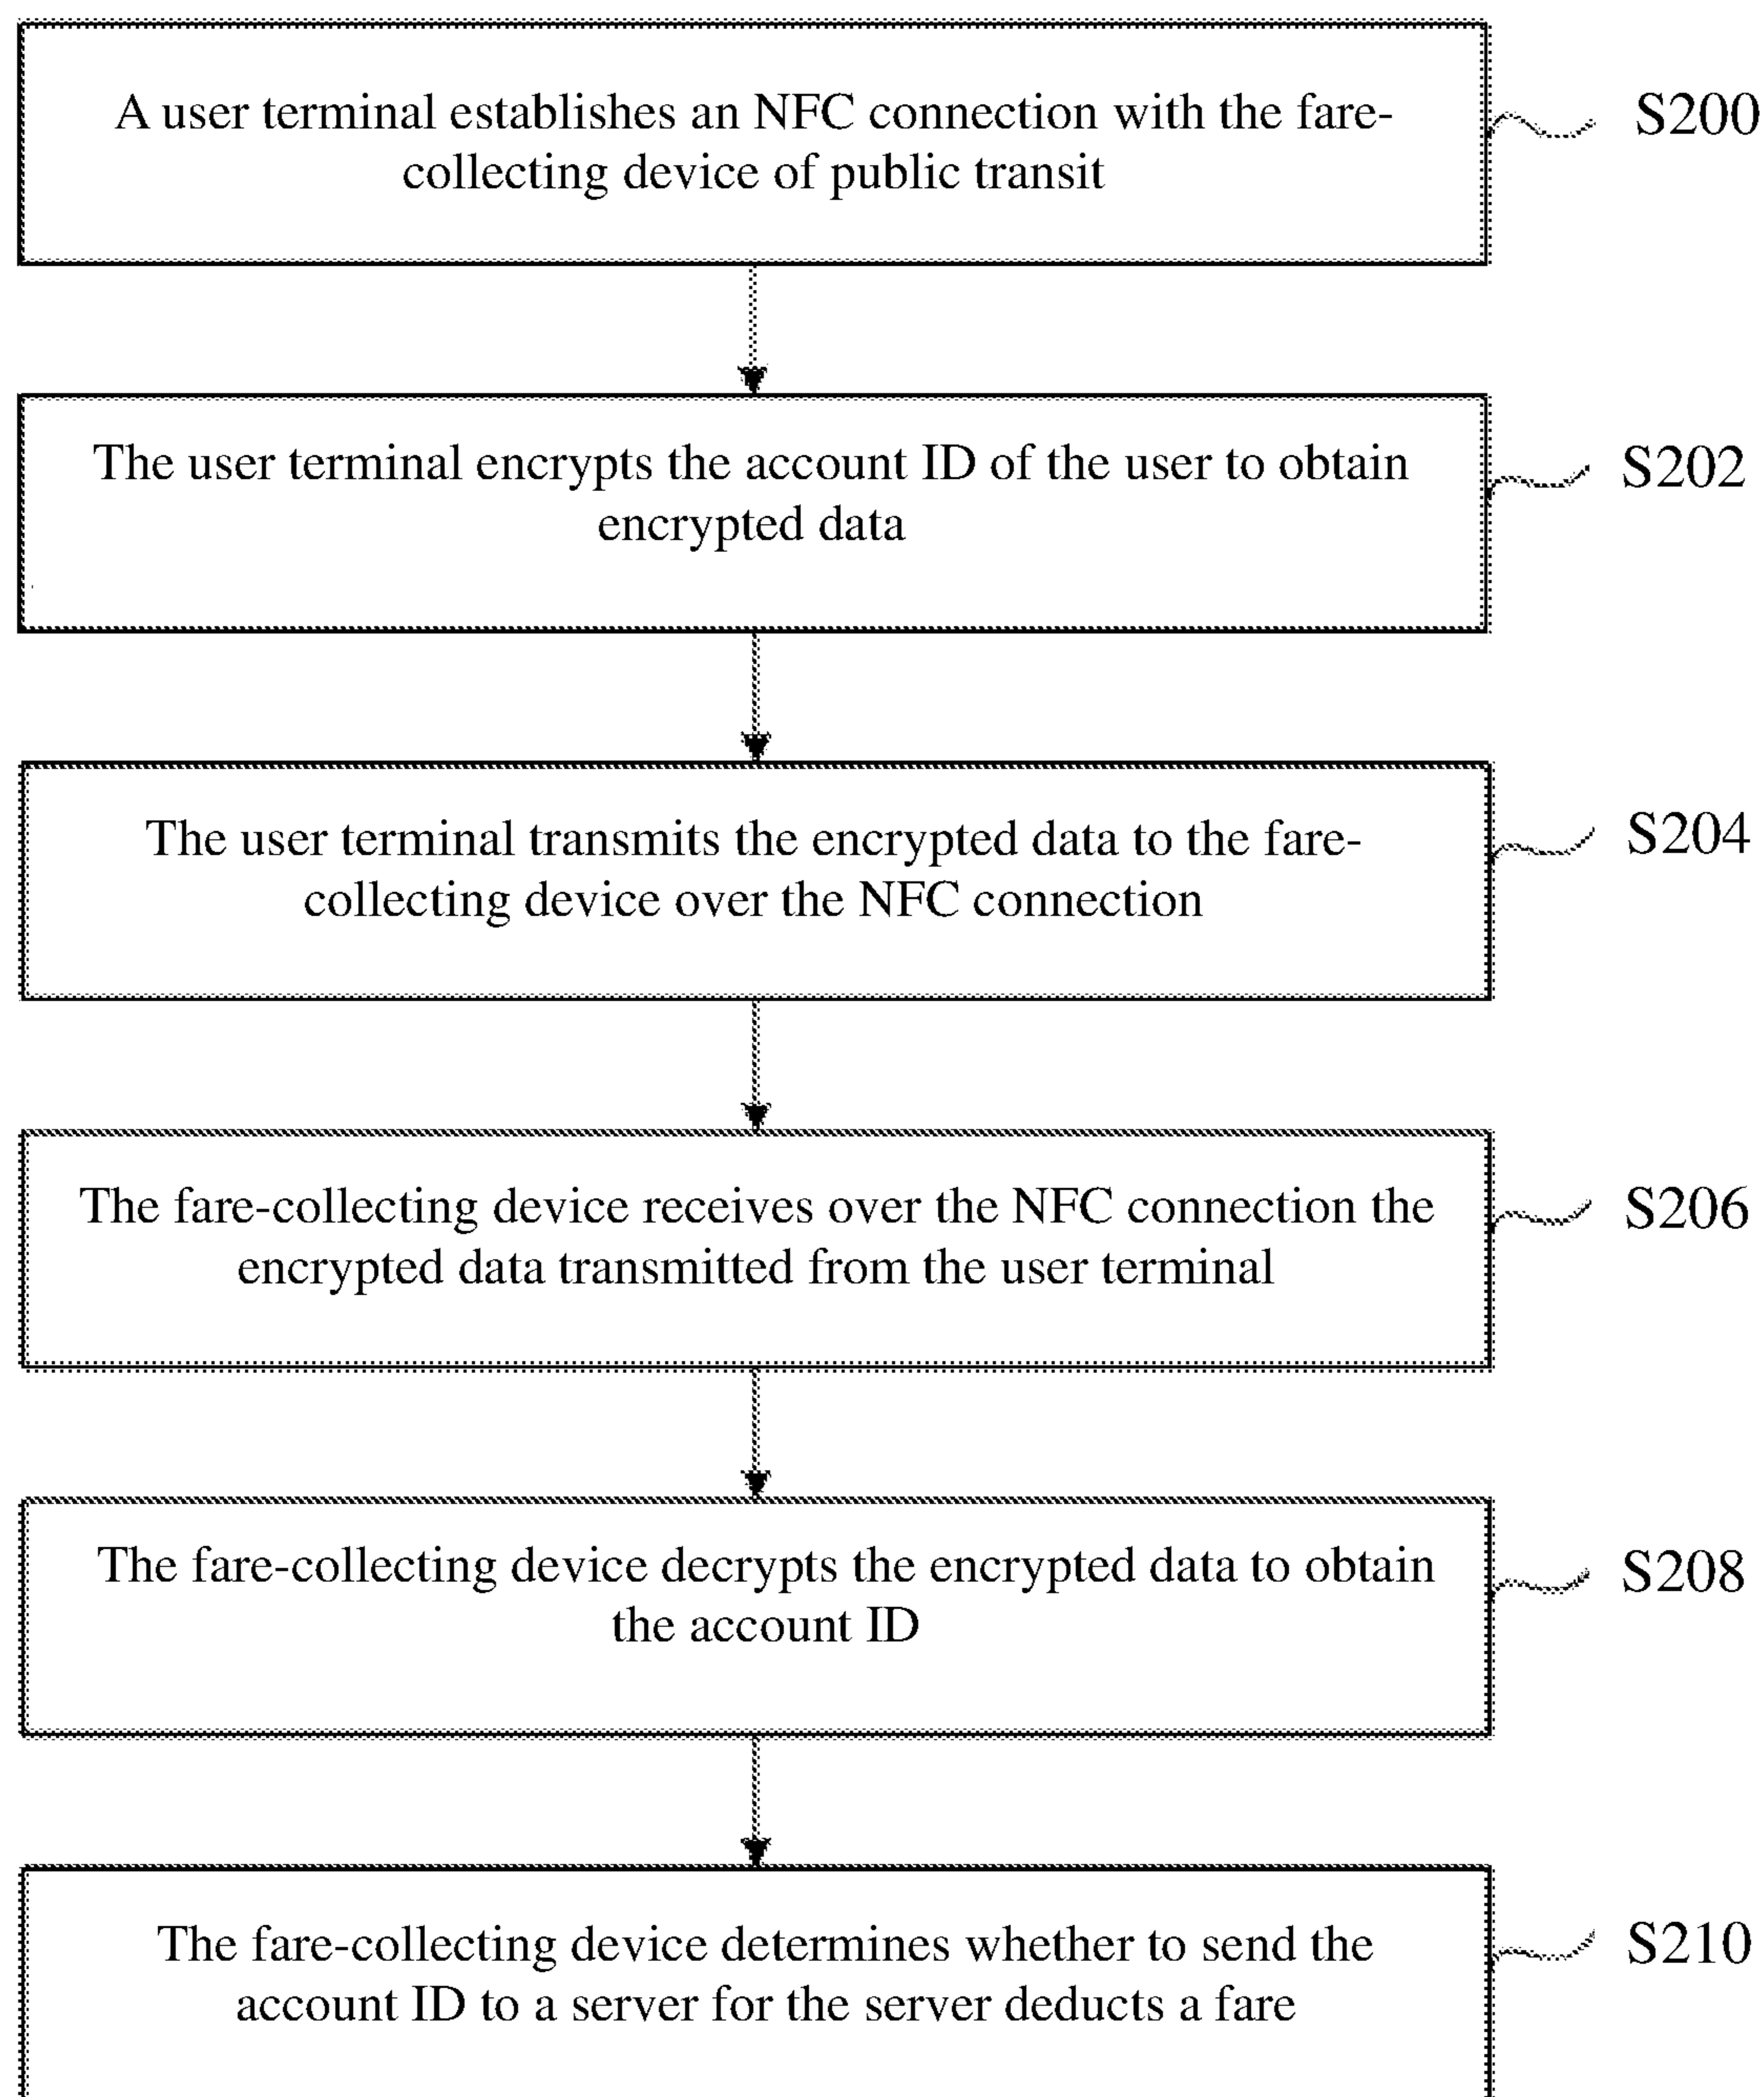 A user terminal establishes an NFC connection with the fare-
collecting device of public transit
S200
The user terminal encrypts the account ID of the user to obtain
encrypted data
S202
The user terminal transmits the encrypted data to the fare-
collecting device over the NFC connection
S204
The fare-collecting device receives over the NFC connection the
encrypted data transmitted from the user terminal
S206
The fare-collecting device decrypts the encrypted data to obtain
the account ID
S208
The fare-collecting device determines whether to send the
account ID to a server for the server deducts a fare
S210